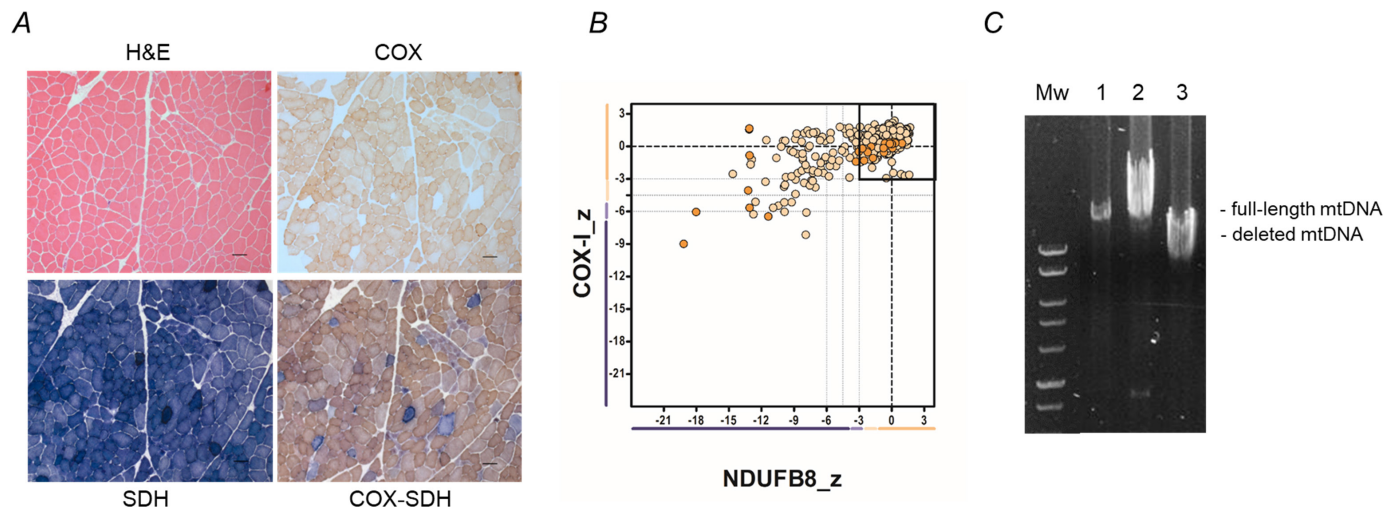 A
H&E
COX
SDH
COX-SDH
B
COX-I_z
3
0
-3
-6
-9
-12
-15
-18
-21
-21
-18
-15
-12
-9
-6
-3
0
3
NDUFB8_z
C
Mw 1 2 3
- full-length mtDNA
- deleted mtDNA